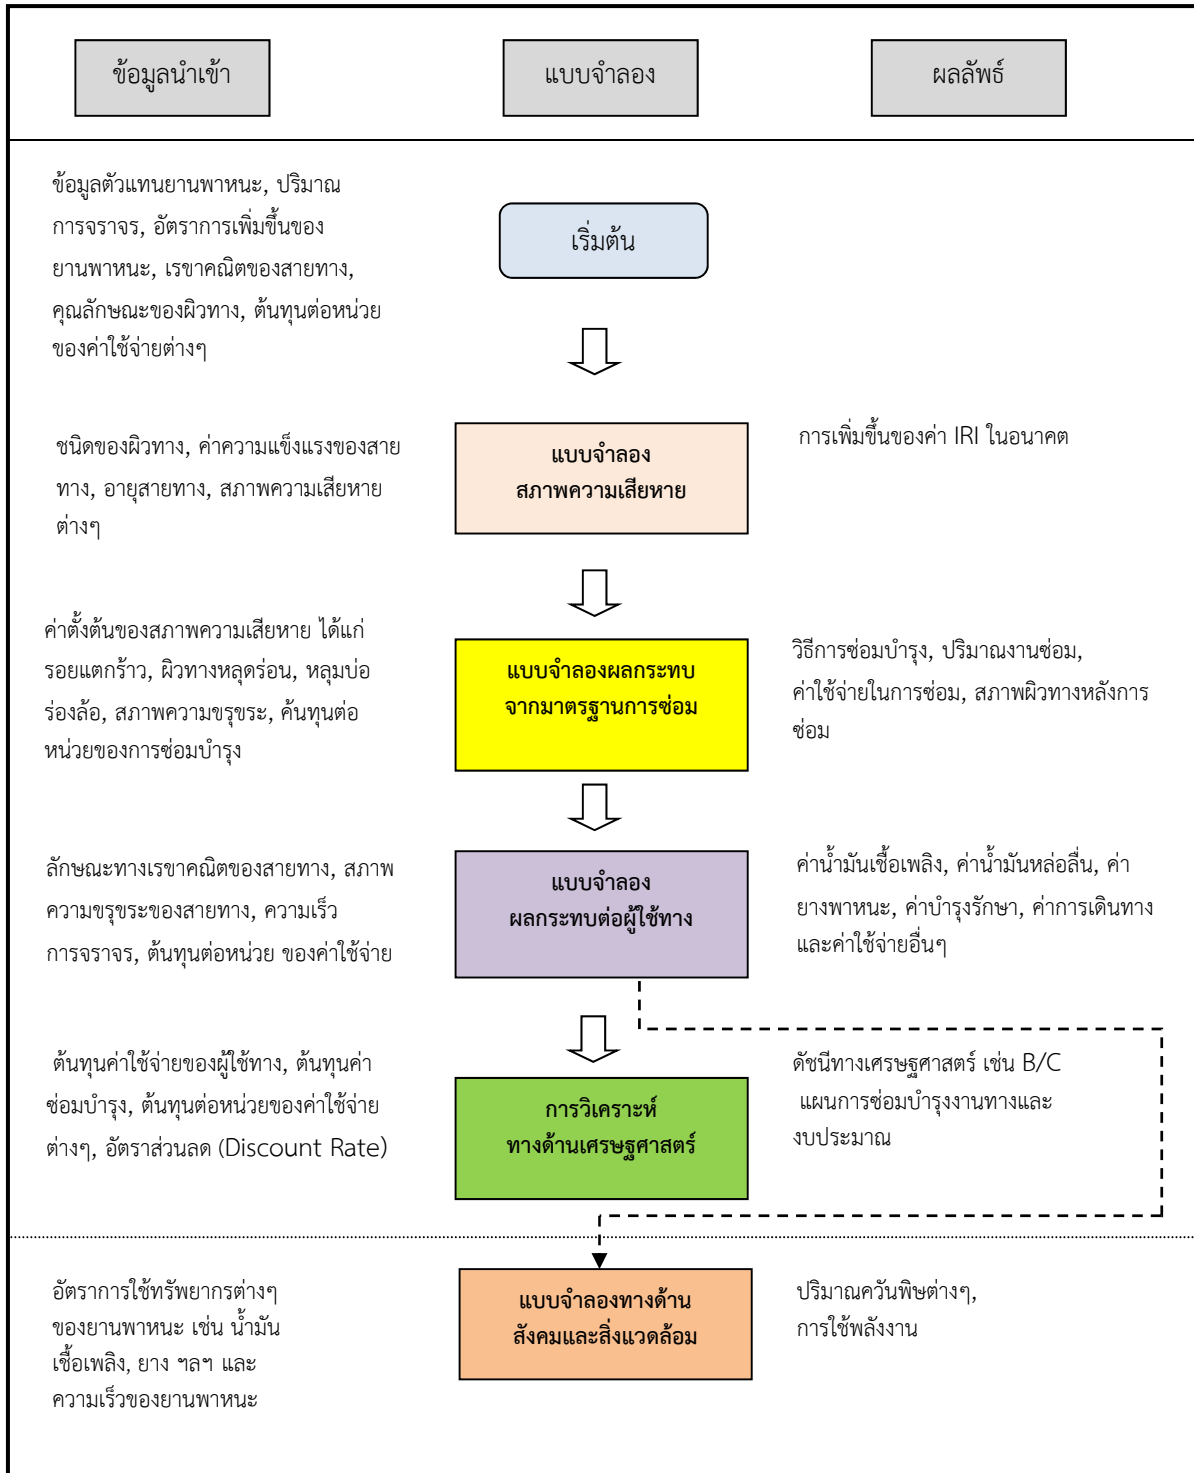 ข้อมูลนำเข้า
แบบจำลอง
ผลลัพธ์
ข้อมูลตัวแทนยานพาหนะ, ปริมาณ
การจราจร, อัตราการเพิ่มขึ้นของ
ยานพาหนะ, เรขาคณิตของสายทาง,
คุณลักษณะของผิวทาง, ต้นทุนต่อหน่วย
ของค่าใช้จ่ายต่างๆ
เริ่มต้น
ชนิดของผิวทาง, ค่าความแข็งแรงของสาย
ทาง, อายุสายทาง, สภาพความเสียหาย
ต่างๆ
แบบจำลอง
สภาพความเสียหาย
การเพิ่มขึ้นของค่า IRI ในอนาคต
ค่าตั้งต้นของสภาพความเสียหาย ได้แก่
รอยแตกร้าว, ผิวทางหลุดร่อน, หลุมบ่อ
ร่องล้อ, สภาพความขรุขระ, ค้นทุนต่อ
หน่วยของการซ่อมบำรุง
แบบจำลองผลกระทบ
จากมาตรฐานการซ่อม
วิธีการซ่อมบำรุง, ปริมาณงานซ่อม,
ค่าใช้จ่ายในการซ่อม, สภาพผิวทางหลังการ
ซ่อม
ลักษณะทางเรขาคณิตของสายทาง, สภาพ
ความขรุขระของสายทาง, ความเร็ว
การจราจร, ต้นทุนต่อหน่วย ของค่าใช้จ่าย
แบบจำลอง
ผลกระทบต่อผู้ใช้ทาง
ค่าน้ำมันเชื้อเพลิง, ค่าน้ำมันหล่อลื่น, ค่า
ยางพาหนะ, ค่าบำรุงรักษา, ค่าการเดินทาง
และค่าใช้จ่ายอื่นๆ
ต้นทุนค่าใช้จ่ายของผู้ใช้ทาง, ต้นทุนค่า
ซ่อมบำรุง, ต้นทุนต่อหน่วยของค่าใช้จ่าย
ต่างๆ, อัตราส่วนลด (Discount Rate)
การวิเคราะห์
ทางด้านเศรษฐศาสตร์
ดัชนีทางเศรษฐศาสตร์ เช่น B/C
แผนการซ่อมบำรุงงานทางและ
งบประมาณ
อัตราการใช้ทรัพยากรต่างๆ
ของยานพาหนะ เช่น น้ำมัน
เชื้อเพลิง, ยาง ฯลฯ และ
ความเร็วของยานพาหนะ
แบบจำลองทางด้าน
สังคมและสิ่งแวดล้อม
ปริมาณควันพิษต่างๆ,
การใช้พลังงาน